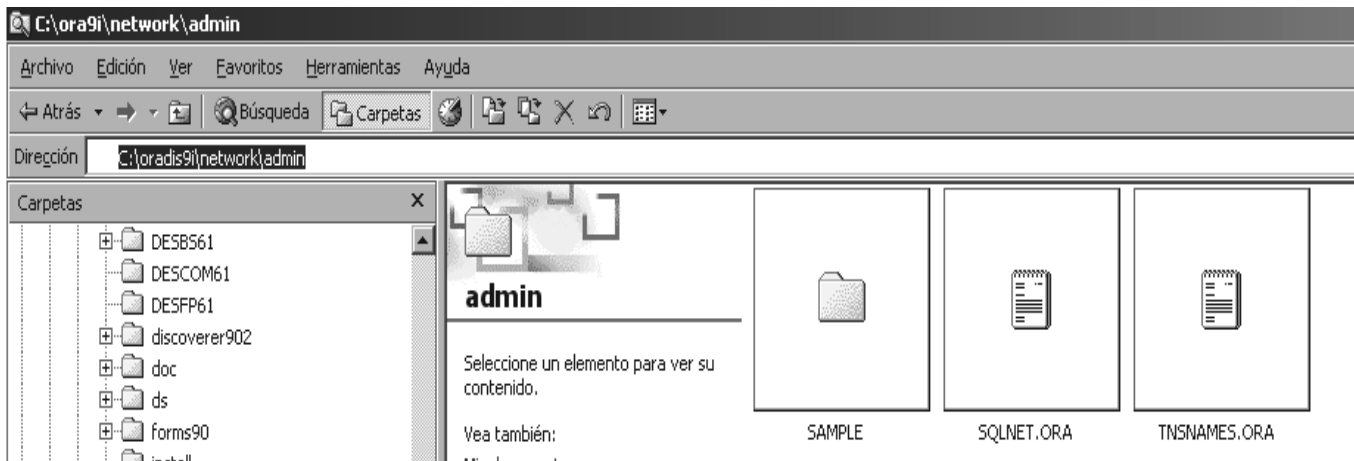 C:\ora9i\network\admin
Archivo Edición Ver Favoritos Herramientas Ayuda
Atrás Búsqueda Carpetas
Dirección C:\oradis9i\network\admin
Carpetas x
DESBS61
DESCOM61
DESFP61
discoverer902
doc
ds
forms90
install
admin
Seleccione un elemento para ver su
contenido.
Vea también:
SAMPLE
SQLNET.ORA
TNSNAMES.ORA